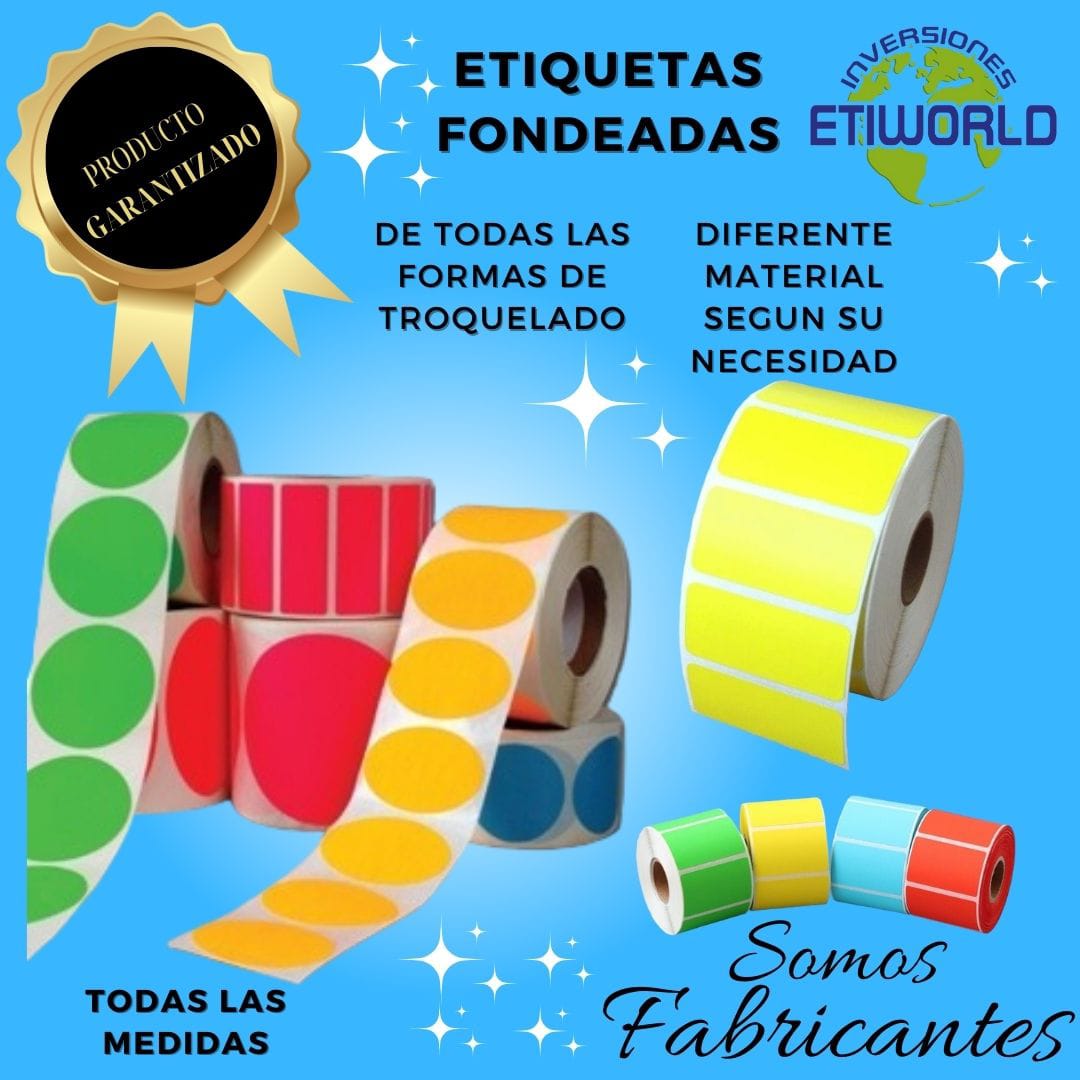 PRODUCTO
GARANTIZADO
ETIQUETAS
FONDEADAS
INVERSIONES
ETIWORLD
DE TODAS LAS
FORMAS DE
TROQUELADO
DIFERENTE
MATERIAL
SEGUN SU
NECESIDAD
TODAS LAS
MEDIDAS
Somos
Fabricantes